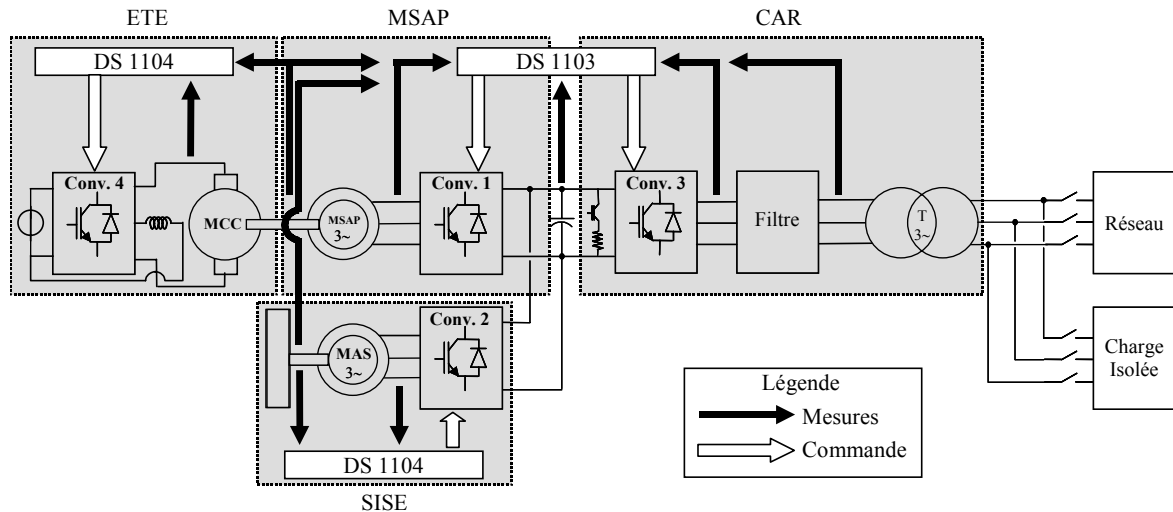 ETE
MSAP
CAR
DS 1104
DS 1103
Conv. 4
MCC
MSAP
3~
Conv. 1
Conv. 3
Filtre
T
3~
Réseau
MAS
3~
Conv. 2
Charge
Isolée
DS 1104
SISE
Légende
Mesures
Commande